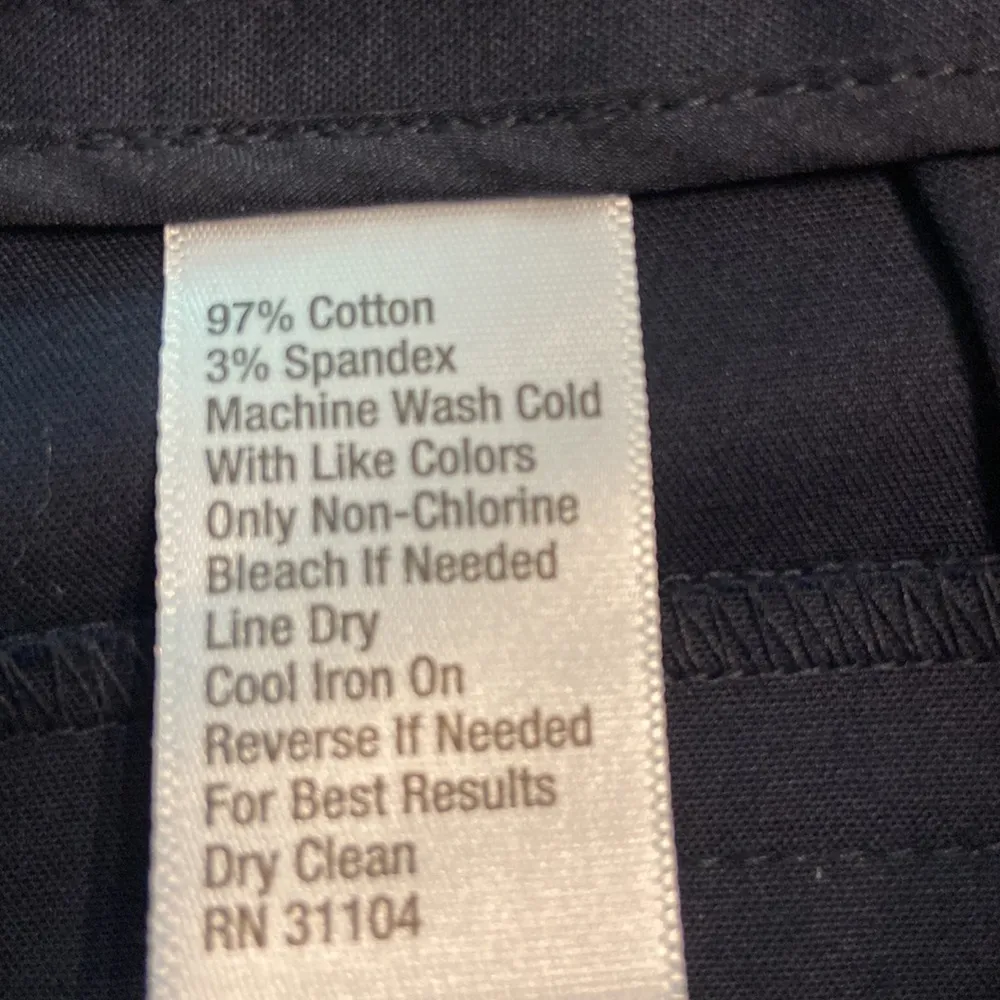 97% Cotton
3% Spandex
Machine Wash Cold
With Like Colors
Only Non-Chlorine
Bleach If Needed
Line Dry
Cool Iron On
Reverse If Needed
For Best Results
Dry Clean
RN 31104